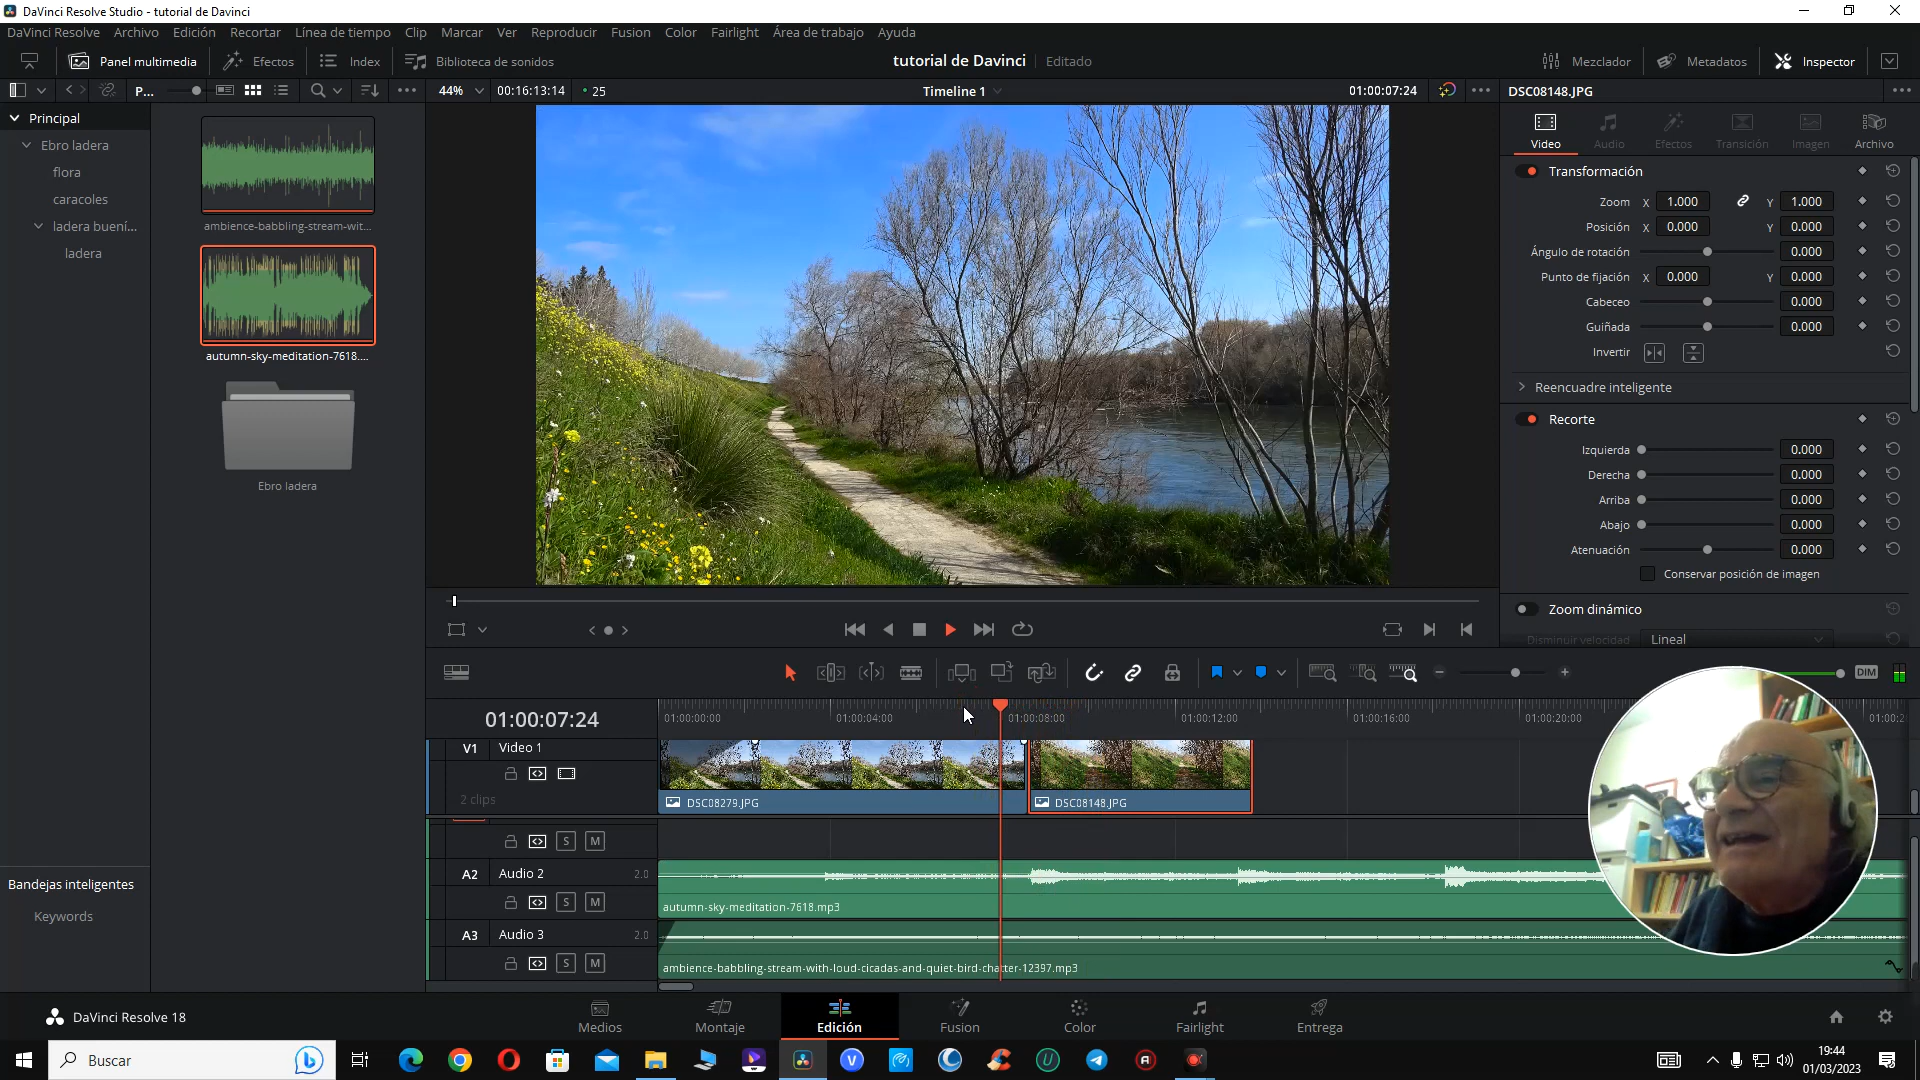 DaVinci Resolve Studio - tutorial de Davinci
DaVinci Resolve Archivo Edición Recortar Línea de tiempo Clip Marcar Ver Reproducir Fusion Color Fairlight Área de trabajo Ayuda
Panel multimedia Efectos Index Biblioteca de sonidos tutorial de Davinci Editado Mezclador Metadatos Inspector
P... 44% 00:16:13:14 25 Timeline 1 01:00:07:24 DSC08148.JPG
Principal
Ebro ladera
flora
caracoles
ladera buení...
ladera
Bandejas inteligentes
Keywords
ambience-babbling-stream-wit...
autumn-sky-meditation-7618....
Ebro ladera
Video Audio Efectos Transición Imagen Archivo
Transformación
Zoom X 1.000 Y 1.000
Posición X 0.000 Y 0.000
Ángulo de rotación 0.000
Punto de fijación X 0.000 Y 0.000
Cabeceo 0.000
Guiñada 0.000
Invertir
Reencuadre inteligente
Recorte
Izquierda 0.000
Derecha 0.000
Arriba 0.000
Abajo 0.000
Atenuación 0.000
Conservar posición de imagen
Zoom dinámico
Disminuir velocidad Lineal
DIM
01:00:07:24
01:00:00:00 01:00:04:00 01:00:08:00 01:00:12:00 01:00:16:00 01:00:20:00
V1 Video 1
2 clips
DSC08279.JPG DSC08148.JPG
S M
A2 Audio 2 2.0
S M
autumn-sky-meditation-7618.mp3
A3 Audio 3 2.0
S M
ambience-babbling-stream-with-loud-cicadas-and-quiet-bird-chatter-12397.mp3
DaVinci Resolve 18
Medios Montaje Edición Fusion Color Fairlight Entrega
Buscar
19:44
01/03/2023